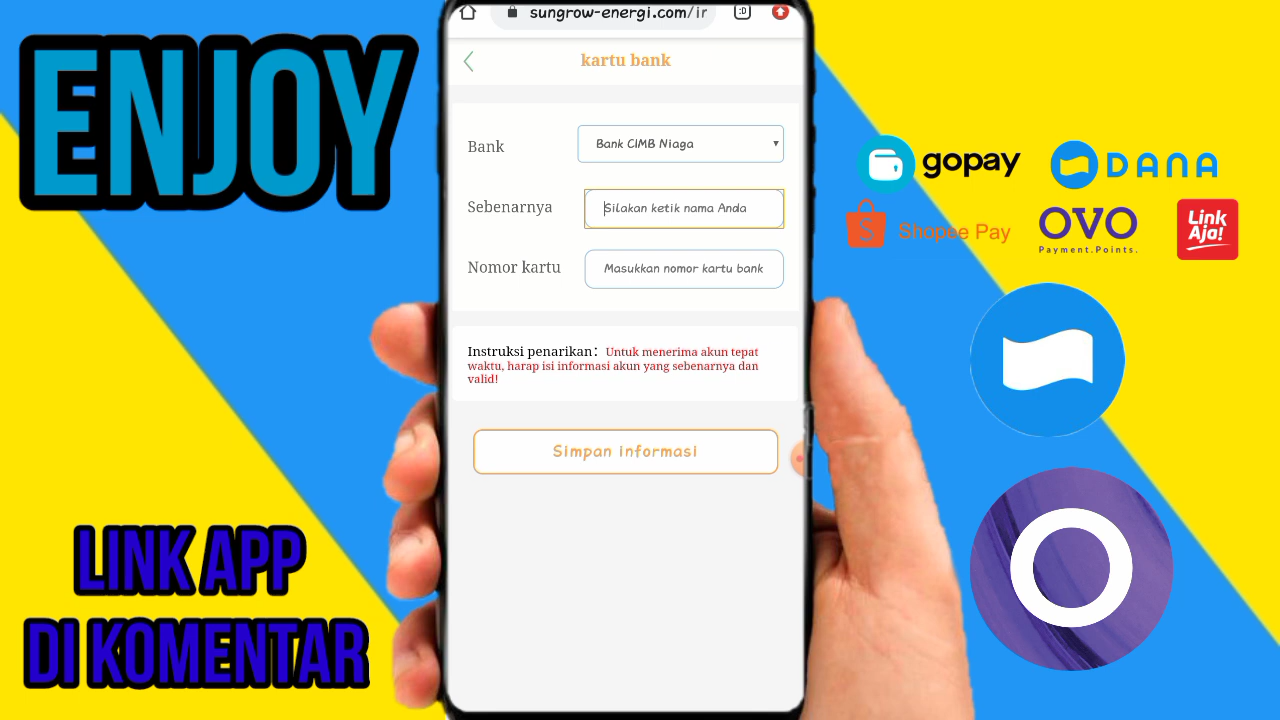 ENJOY
LINK APP
DI KOMENTAR
sungrow-energi.com/ir
:D
kartu bank
Bank
Bank CIMB Niaga
Sebenarnya
Silakan ketik nama Anda
Nomor kartu
Masukkan nomor kartu bank
Instruksi penarikan： Untuk menerima akun tepat
waktu, harap isi informasi akun yang sebenarnya dan
valid!
Simpan informasi
gopay
DANA
S
Shopee Pay
OVO
Payment.Points.
Link
Aja!